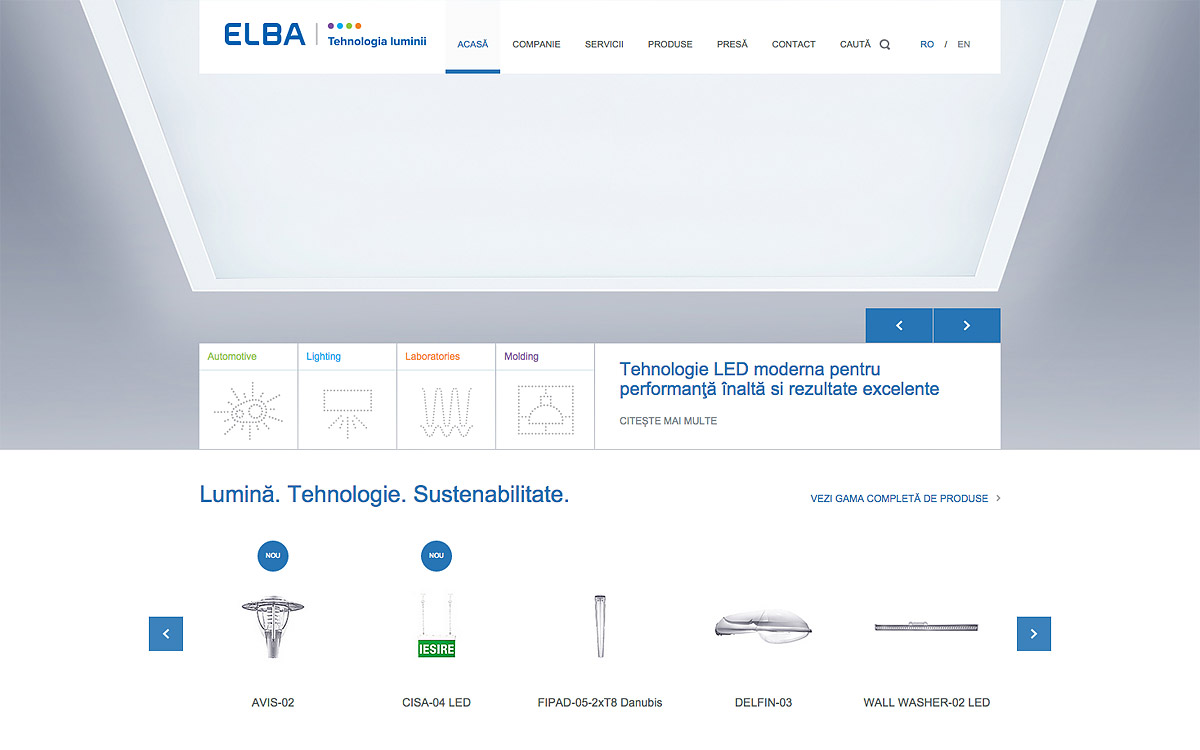 ELBA
Tehnologia luminii
ACASĂ
COMPANIE
SERVICII
PRODUSE
PRESĂ
CONTACT
CAUTĂ
RO / EN
Automotive
Lighting
Laboratories
Molding
Tehnologie LED moderna pentru
performanţă înaltă si rezultate excelente
CITEŞTE MAI MULTE
Lumină. Tehnologie. Sustenabilitate.
VEZI GAMA COMPLETĂ DE PRODUSE
NOU
NOU
IESIRE
AVIS-02
CISA-04 LED
FIPAD-05-2xT8 Danubis
DELFIN-03
WALL WASHER-02 LED